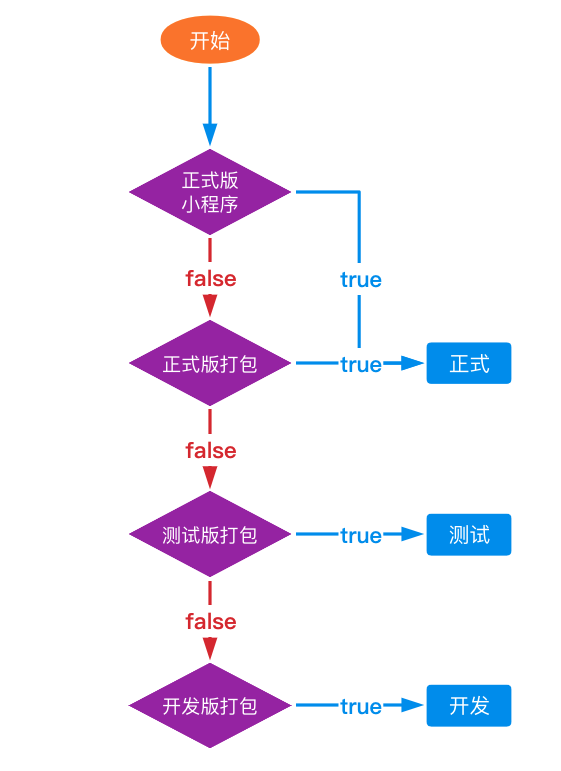 开始
正式版
小程序
false
true
正式版打包
true
正式
false
测试版打包
true
测试
false
开发版打包
true
开发